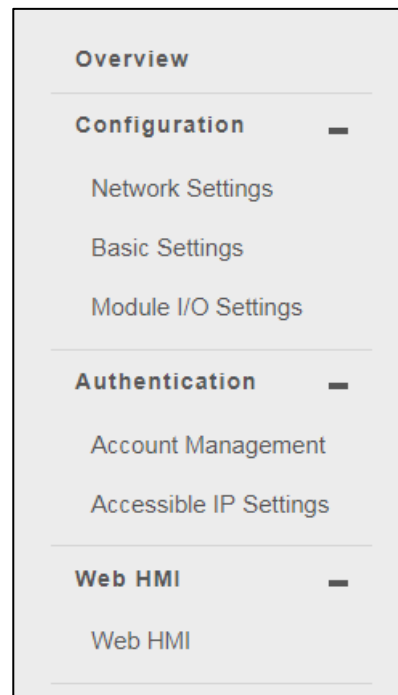 Overview
Configuration
Network Settings
Basic Settings
Module I/O Settings
Authentication
Account Management
Accessible IP Settings
Web HMI
Web HMI